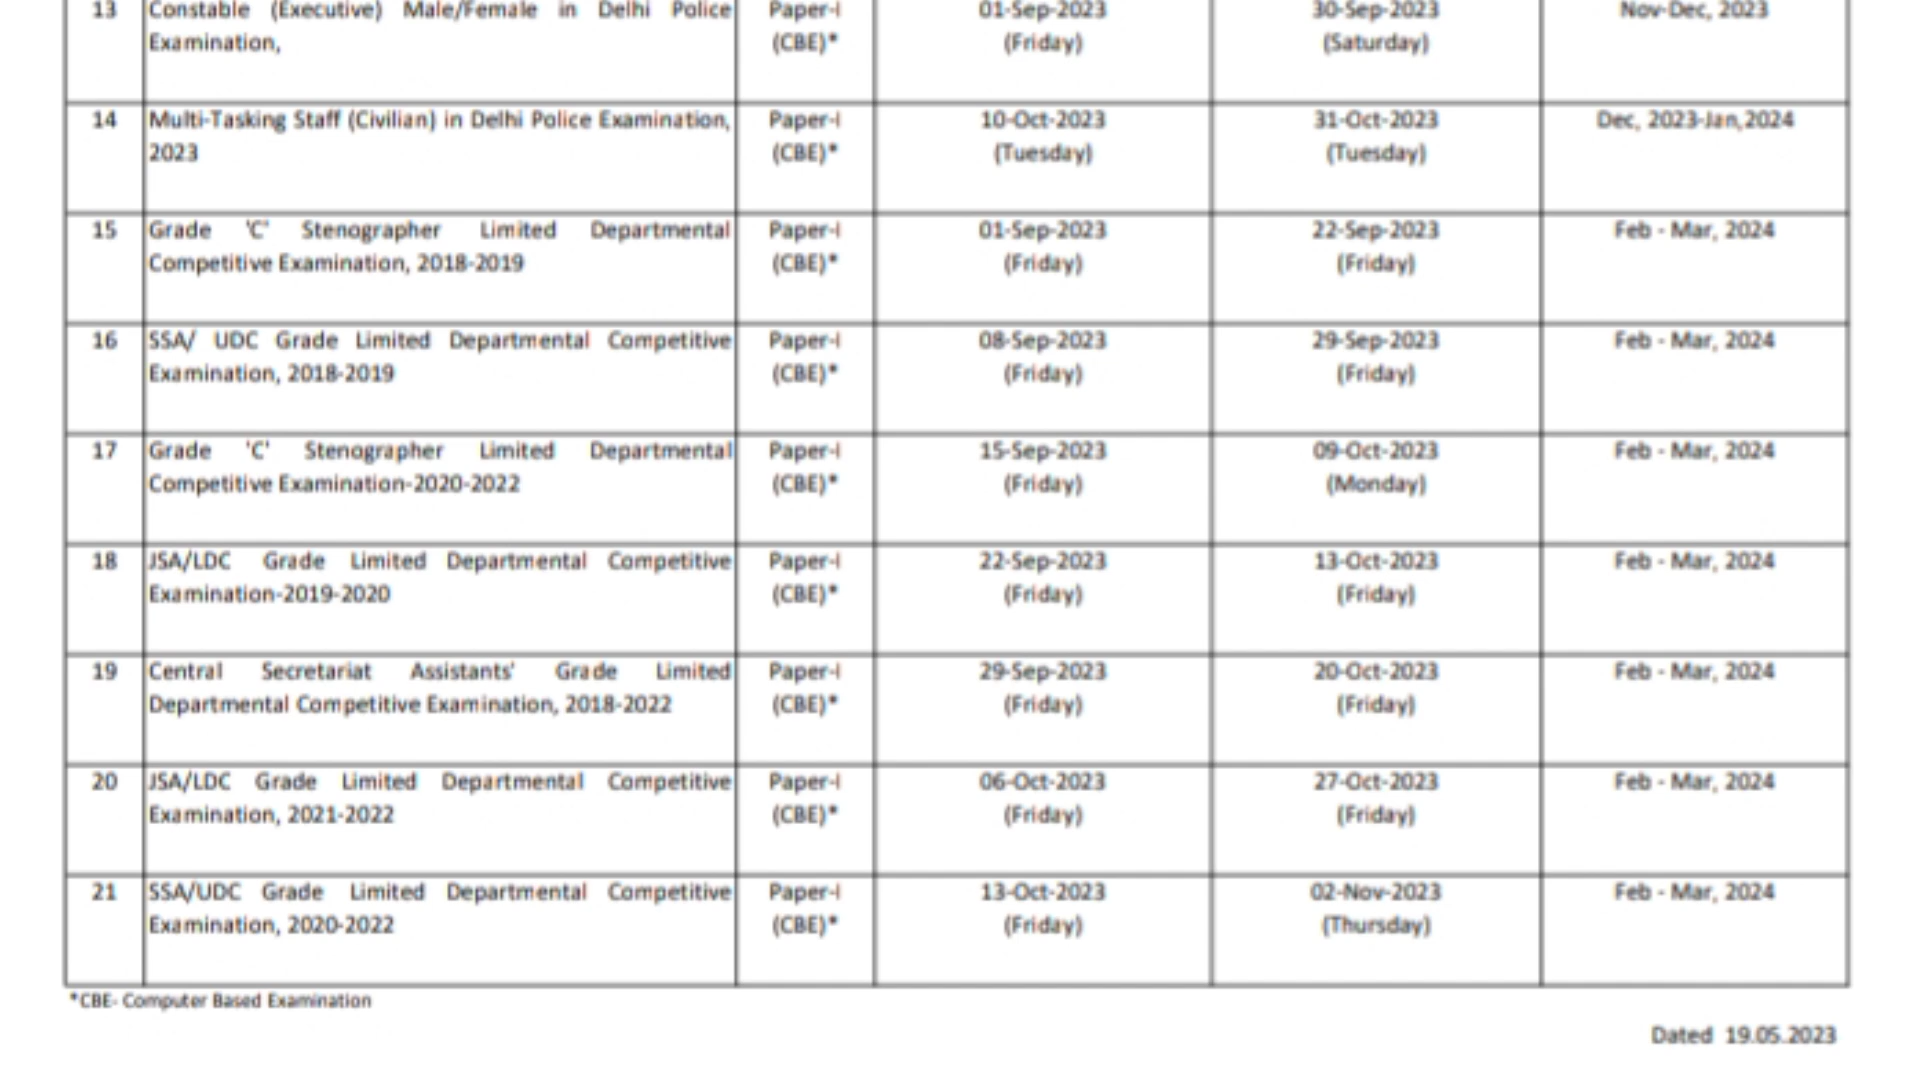 13 Constable (Executive) Male/Female in Delhi Police Paper-I 01-Sep-2023 30-Sep-2023 Nov-Dec, 2023
Examination, (CBE)* (Friday) (Saturday)
14 Multi-Tasking Staff (Civilian) in Delhi Police Examination, Paper-I 10-Oct-2023 31-Oct-2023 Dec, 2023-Jan,2024
2023 (CBE)* (Tuesday) (Tuesday)
15 Grade 'C' Stenographer Limited Departmental Paper-I 01-Sep-2023 22-Sep-2023 Feb - Mar, 2024
Competitive Examination, 2018-2019 (CBE)* (Friday) (Friday)
16 SSA/ UDC Grade Limited Departmental Competitive Paper-I 08-Sep-2023 29-Sep-2023 Feb - Mar, 2024
Examination, 2018-2019 (CBE)* (Friday) (Friday)
17 Grade 'C' Stenographer Limited Departmental Paper-I 15-Sep-2023 09-Oct-2023 Feb - Mar, 2024
Competitive Examination-2020-2022 (CBE)* (Friday) (Monday)
18 JSA/LDC Grade Limited Departmental Competitive Paper-I 22-Sep-2023 13-Oct-2023 Feb - Mar, 2024
Examination-2019-2020 (CBE)* (Friday) (Friday)
19 Central Secretariat Assistants' Grade Limited Paper-I 29-Sep-2023 20-Oct-2023 Feb - Mar, 2024
Departmental Competitive Examination, 2018-2022 (CBE)* (Friday) (Friday)
20 JSA/LDC Grade Limited Departmental Competitive Paper-I 06-Oct-2023 27-Oct-2023 Feb - Mar, 2024
Examination, 2021-2022 (CBE)* (Friday) (Friday)
21 SSA/UDC Grade Limited Departmental Competitive Paper-I 13-Oct-2023 02-Nov-2023 Feb - Mar, 2024
Examination, 2020-2022 (CBE)* (Friday) (Thursday)
*CBE- Computer Based Examination
Dated 19.05.2023